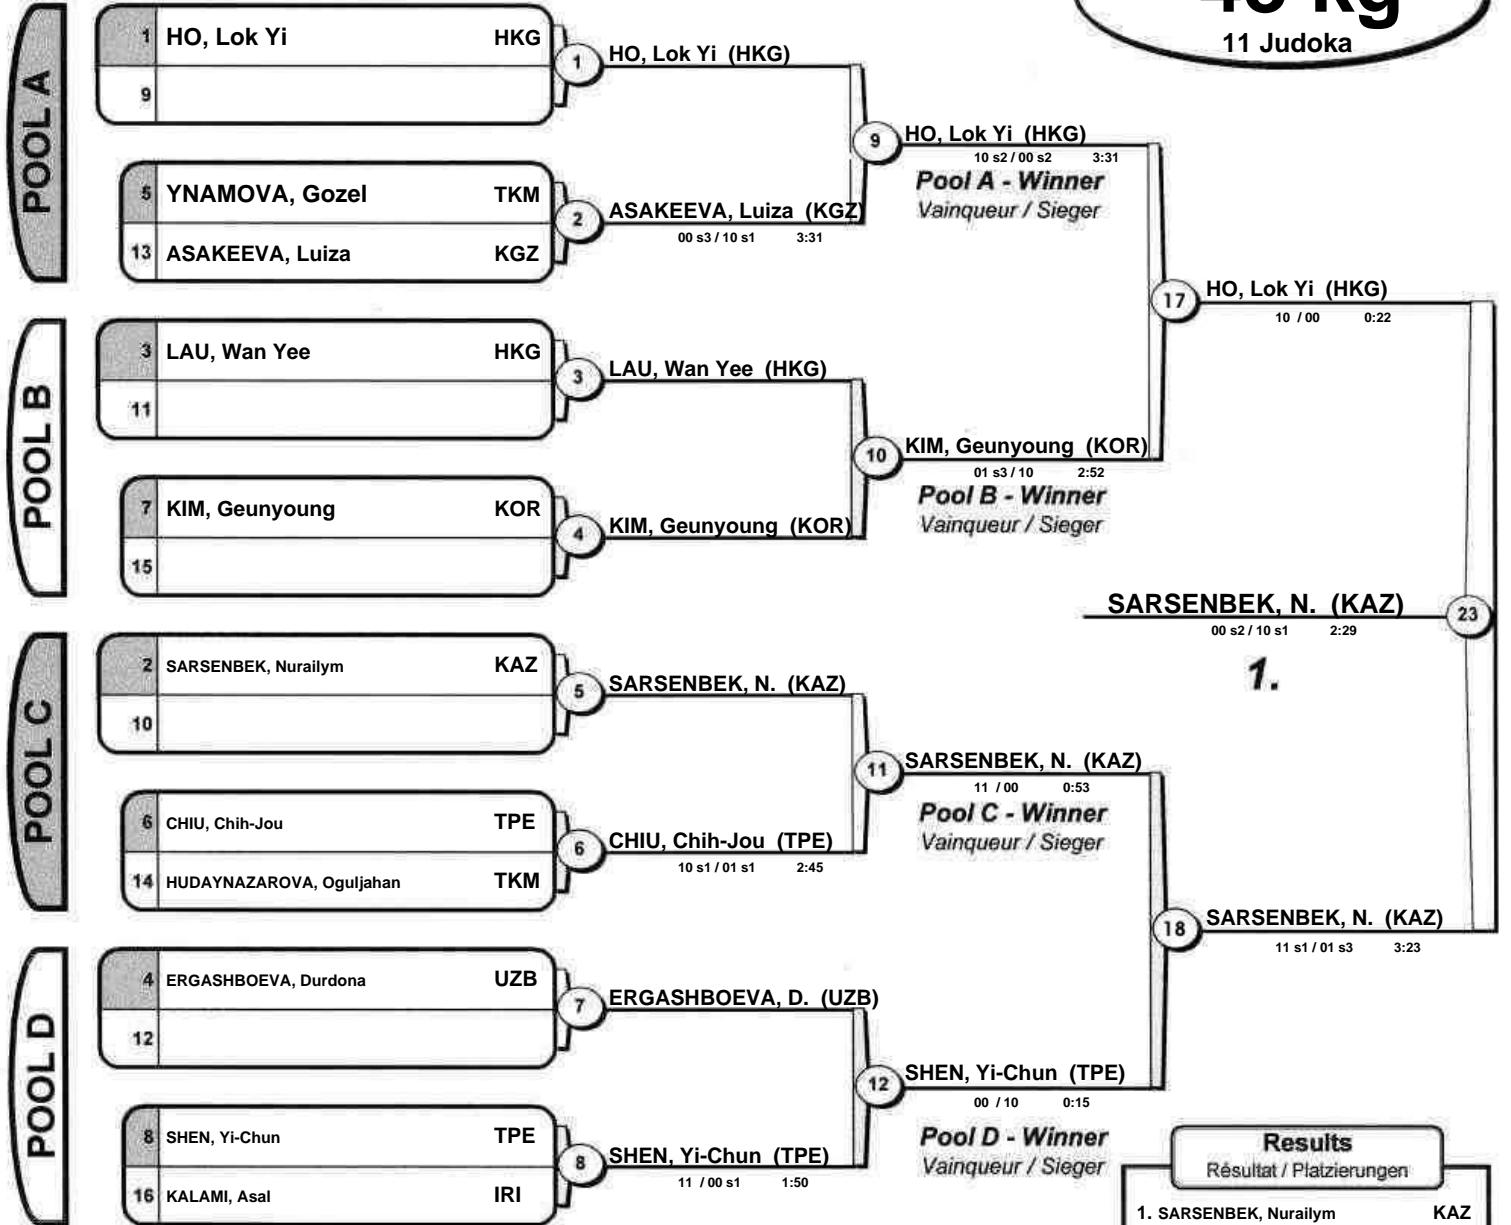 11 Judoka
POOL A
1 HO, Lok Yi HKG
9
1
HO, Lok Yi (HKG)
5 YNAMOVA, Gozel TKM
13 ASAKEEVA, Luiza KGZ
2
ASAKEEVA, Luiza (KGZ)
00 s3 / 10 s1 3:31
9
HO, Lok Yi (HKG)
10 s2 / 00 s2 3:31
Pool A - Winner
Vainqueur / Sieger
POOL B
3 LAU, Wan Yee HKG
11
3
LAU, Wan Yee (HKG)
7 KIM, Geunyoung KOR
15
4
KIM, Geunyoung (KOR)
10
KIM, Geunyoung (KOR)
01 s3 / 10 2:52
Pool B - Winner
Vainqueur / Sieger
17
HO, Lok Yi (HKG)
10 / 00 0:22
SARSENBEK, N. (KAZ)
00 s2 / 10 s1 2:29
1.
23
POOL C
2 SARSENBEK, Nurailym KAZ
10
5
SARSENBEK, N. (KAZ)
6 CHIU, Chih-Jou TPE
14 HUDAYNAZAROVA, Oguljahan TKM
6
CHIU, Chih-Jou (TPE)
10 s1 / 01 s1 2:45
11
SARSENBEK, N. (KAZ)
11 / 00 0:53
Pool C - Winner
Vainqueur / Sieger
POOL D
4 ERGASHBOEVA, Durdona UZB
12
7
ERGASHBOEVA, D. (UZB)
8 SHEN, Yi-Chun TPE
16 KALAMI, Asal IRI
8
SHEN, Yi-Chun (TPE)
11 / 00 s1 1:50
12
SHEN, Yi-Chun (TPE)
00 / 10 0:15
Pool D - Winner
Vainqueur / Sieger
18
SARSENBEK, N. (KAZ)
11 s1 / 01 s3 3:23
Results
Résultat / Platzierungen
1. SARSENBEK, Nurailym KAZ